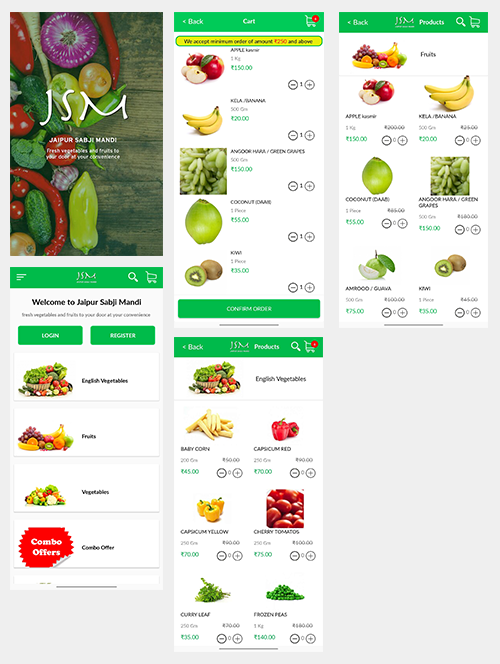 JSM
JAIPUR SABJI MANDI
Fresh vegetables and fruits to
your door at your convenience
JSM
Welcome to Jaipur Sabji Mandi
fresh vegetables and fruits to your door at your convenience
LOGIN REGISTER
English Vegetables
Fruits
Vegetables
Combo
Offers
Combo Offer
< Back Cart
We accept minimum order of amount ₹250 and above
APPLE kasmir
1 Kg
₹150.00
1
KELA /BANANA
500 Grs
₹20.00
1
ANGOOR HARA / GREEN GRAPES
500 Grs
₹150.00
1
COCONUT (DAAB)
1 Piece
₹55.00
1
KIWI
1 Piece
₹35.00
1
CONFIRM ORDER
< Back JSM Products
English Vegetables
BABY CORN CAPSICUM RED
200 Grs ₹50.00 250 Grs ₹90.00
₹45.00 0 ₹70.00 0
CAPSICUM YELLOW CHERRY TOMATOS
250 Grs ₹90.00 250 Grs ₹100.00
₹70.00 0 ₹75.00 0
CURRY LEAF FROZEN PEAS
₹70.00 1 Kg ₹180.00
₹35.00 0 ₹140.00 0
< Back JSM Products
Fruits
APPLE kasmir KELA /BANANA
1 Kg ₹200.00 500 Grs ₹25.00
₹150.00 0 ₹20.00 0
COCONUT (DAAB) ANGOOR HARA / GREEN
GRAPES
1 Piece 500 Grs ₹180.00
₹55.00 0 ₹150.00 0
AMROOD / GUAVA KIWI
500 Grs ₹100.00 1 Piece ₹45.00
₹75.00 0 ₹35.00 0